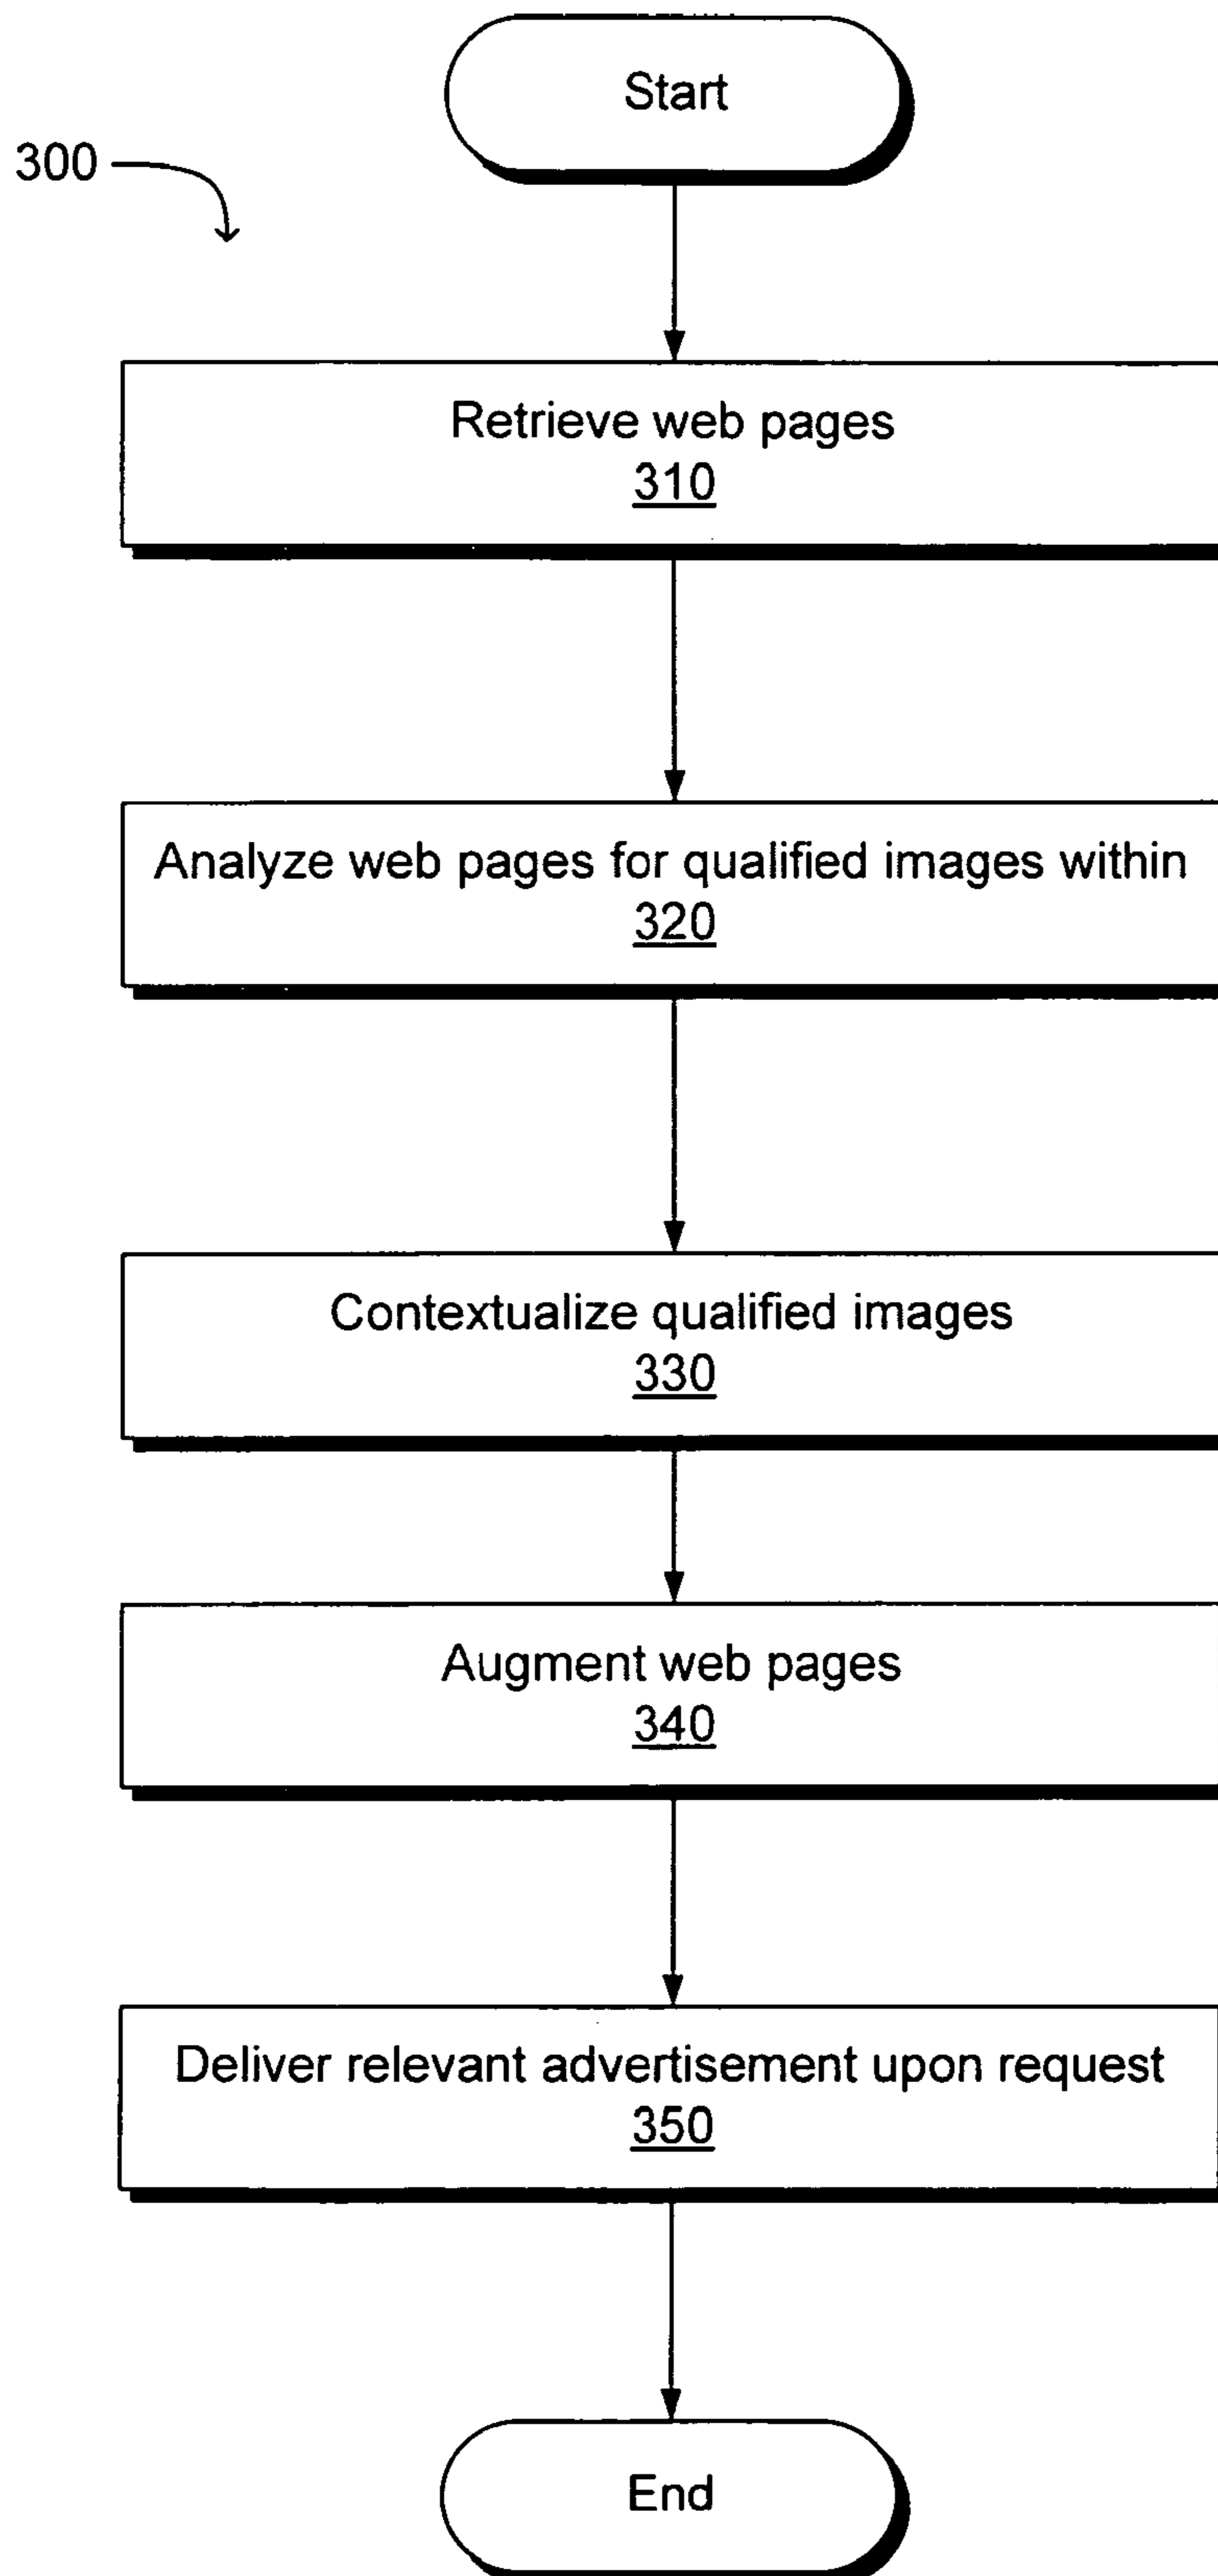 Start
300
Retrieve web pages
310
Analyze web pages for qualified images within
320
Contextualize qualified images
330
Augment web pages
340
Deliver relevant advertisement upon request
350
End